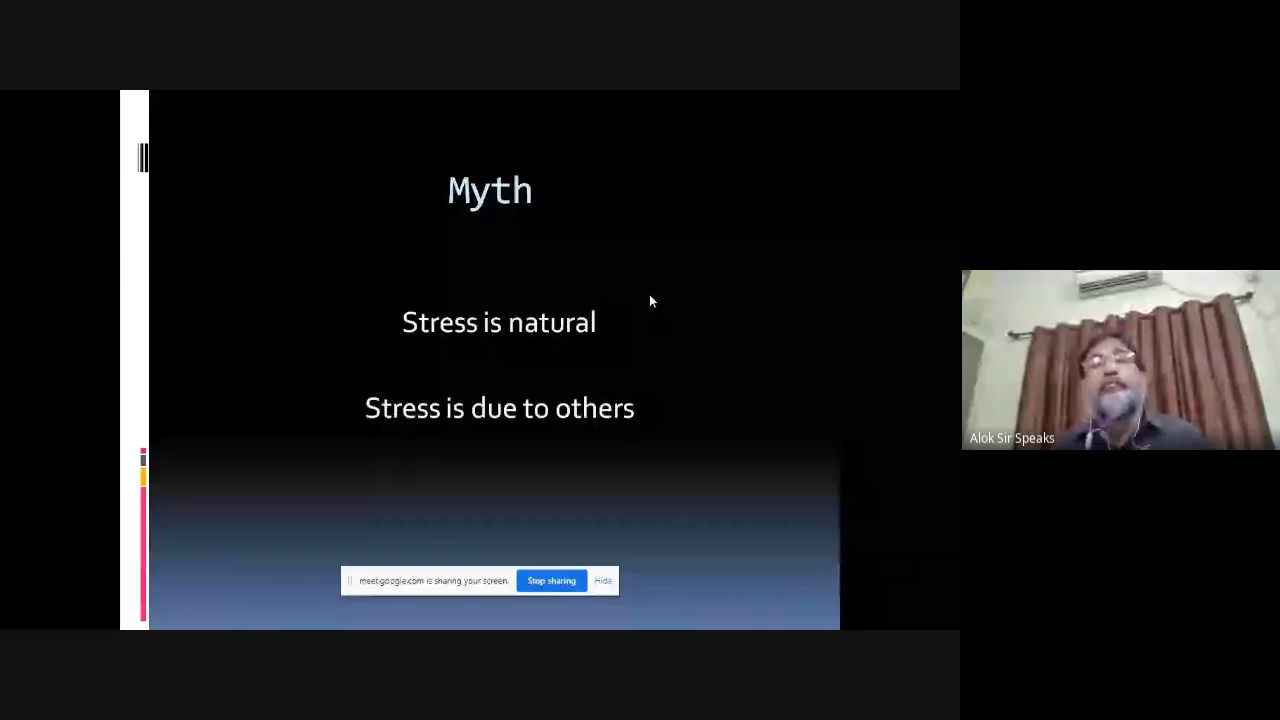 Myth
Stress is natural
Stress is due to others
meet.google.com is sharing your screen.
Stop sharing
Hide
Alok Sir Speaks